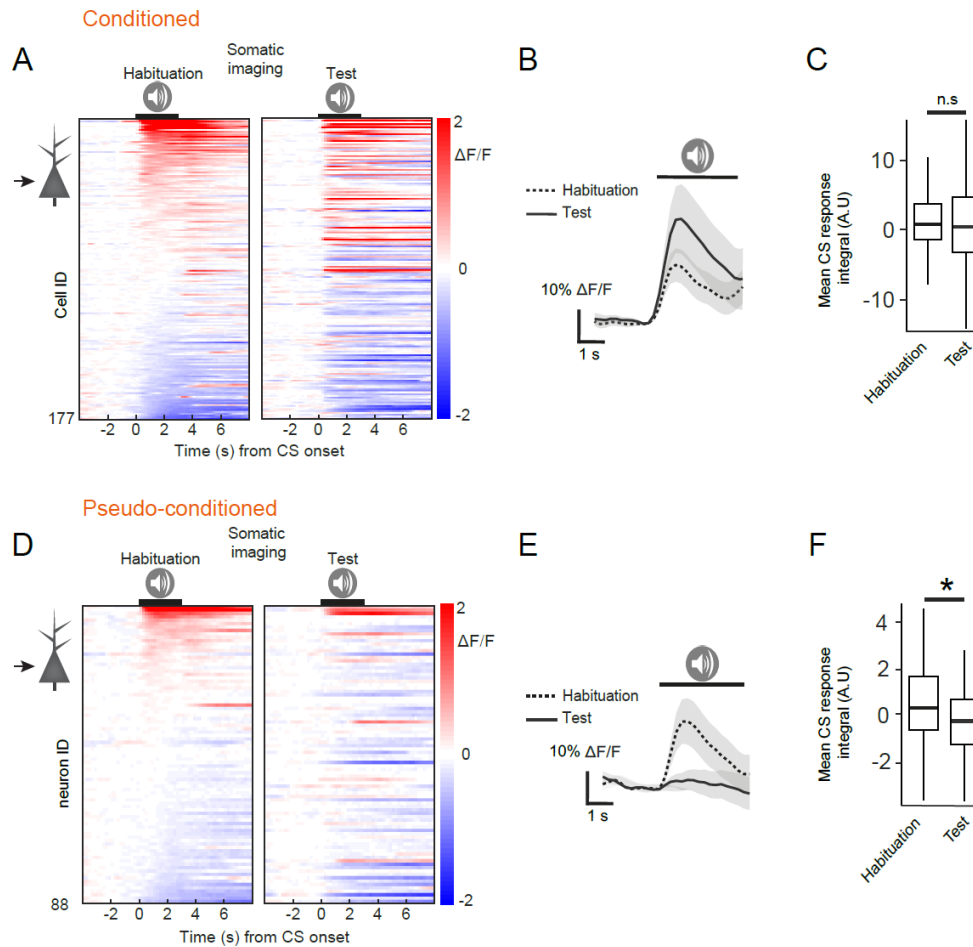 Conditioned
A
Somatic
imaging
Habituation
Test
2
ΔF/F
0
-2
Cell ID
177
-2 0 2 4 6
-2 0 2 4 6
Time (s) from CS onset
B
Habituation
Test
10% ΔF/F
1 s
C
n.s
Mean CS response
integral (A.U)
10
0
-10
Habituation
Test
Pseudo-conditioned
D
Somatic
imaging
Habituation
Test
2
ΔF/F
0
-2
neuron ID
88
-2 0 2 4 6
-2 0 2 4 6
Time (s) from CS onset
E
Habituation
Test
10% ΔF/F
1 s
F
*
Mean CS response
integral (A.U)
4
2
0
-2
Habituation
Test